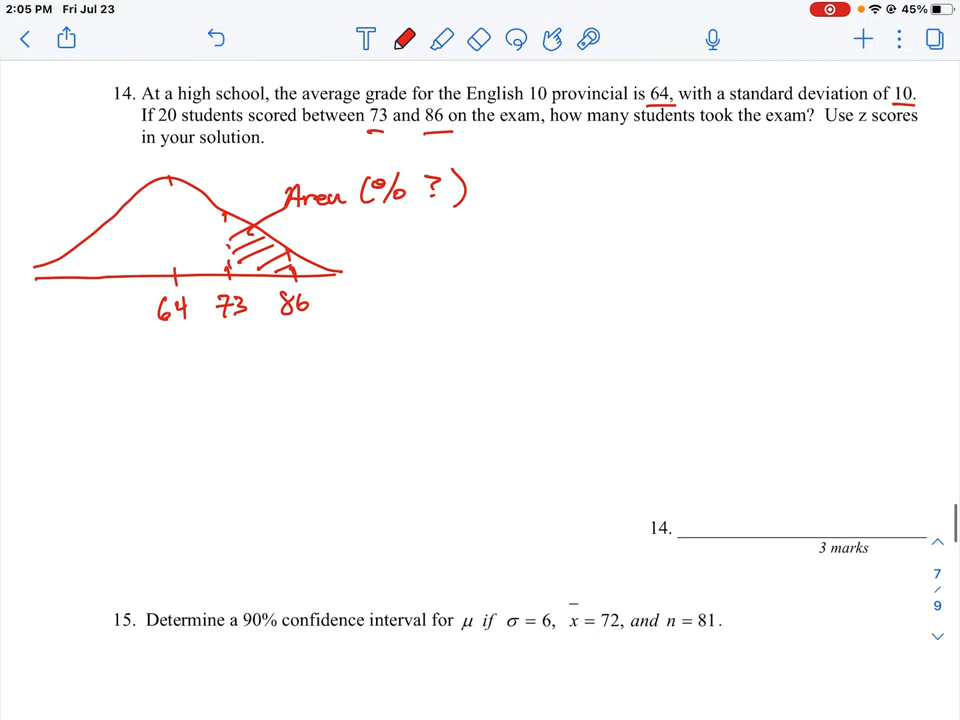 2:05 PM Fri Jul 23
45%
14. At a high school, the average grade for the English 10 provincial is 64, with a standard deviation of 10.
If 20 students scored between 73 and 86 on the exam, how many students took the exam? Use z scores
in your solution.
Area (% ?)
64 73 86
14.
3 marks
7
/
9
15. Determine a 90% confidence interval for μ if σ = 6, x̄ = 72, and n = 81.